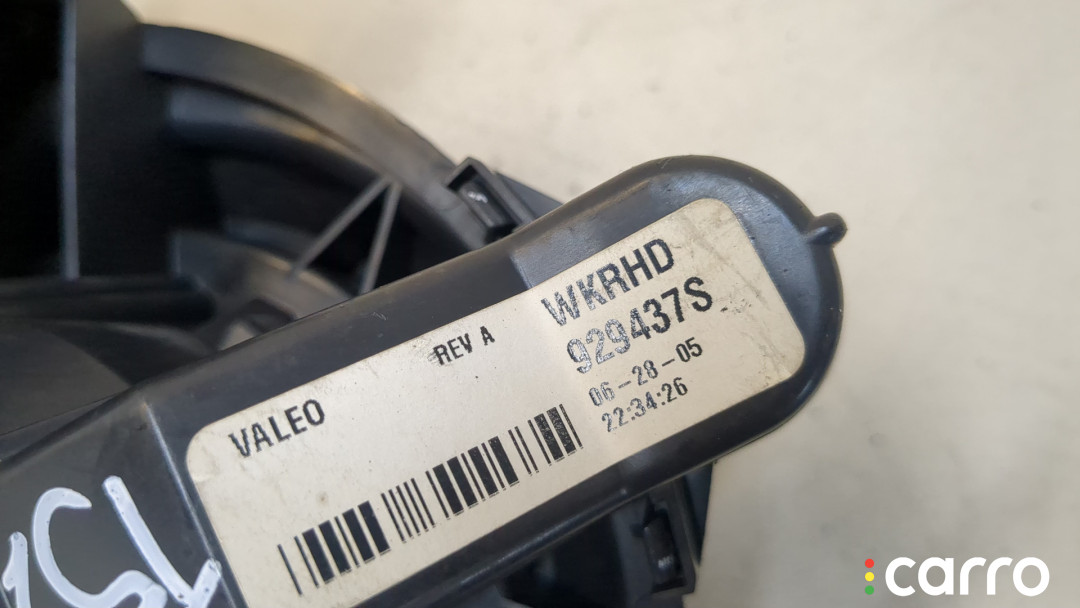 VALEO
REV A
WKRHD
929437S
06-28-05
22:34:26
carro